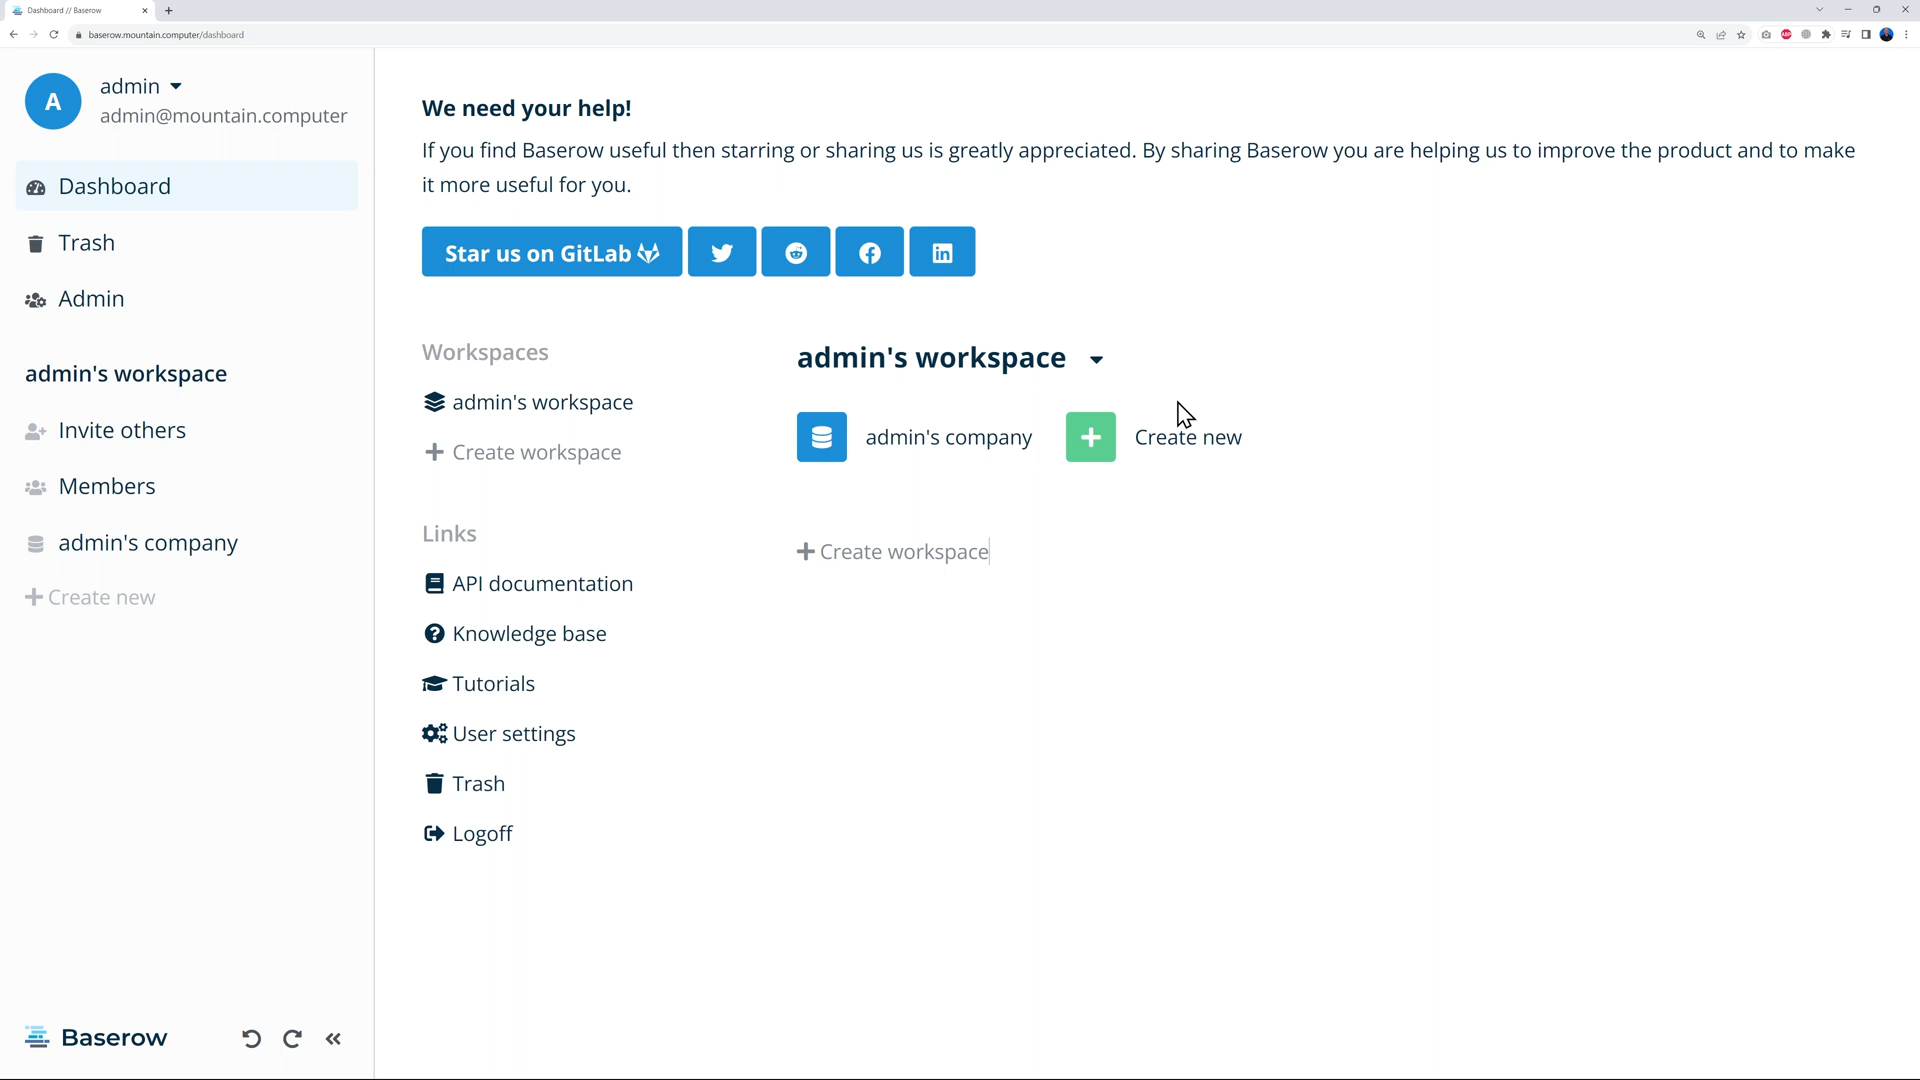 Dashboard // Baserow
baserow.mountain.computer/dashboard
ABP
A
admin
admin@mountain.computer
Dashboard
Trash
Admin
admin's workspace
Invite others
Members
admin's company
Create new
Baserow
We need your help!
If you find Baserow useful then starring or sharing us is greatly appreciated. By sharing Baserow you are helping us to improve the product and to make
it more useful for you.
Star us on GitLab
Workspaces
admin's workspace
Create workspace
Links
API documentation
Knowledge base
Tutorials
User settings
Trash
Logoff
admin's workspace
admin's company
Create new
Create workspace